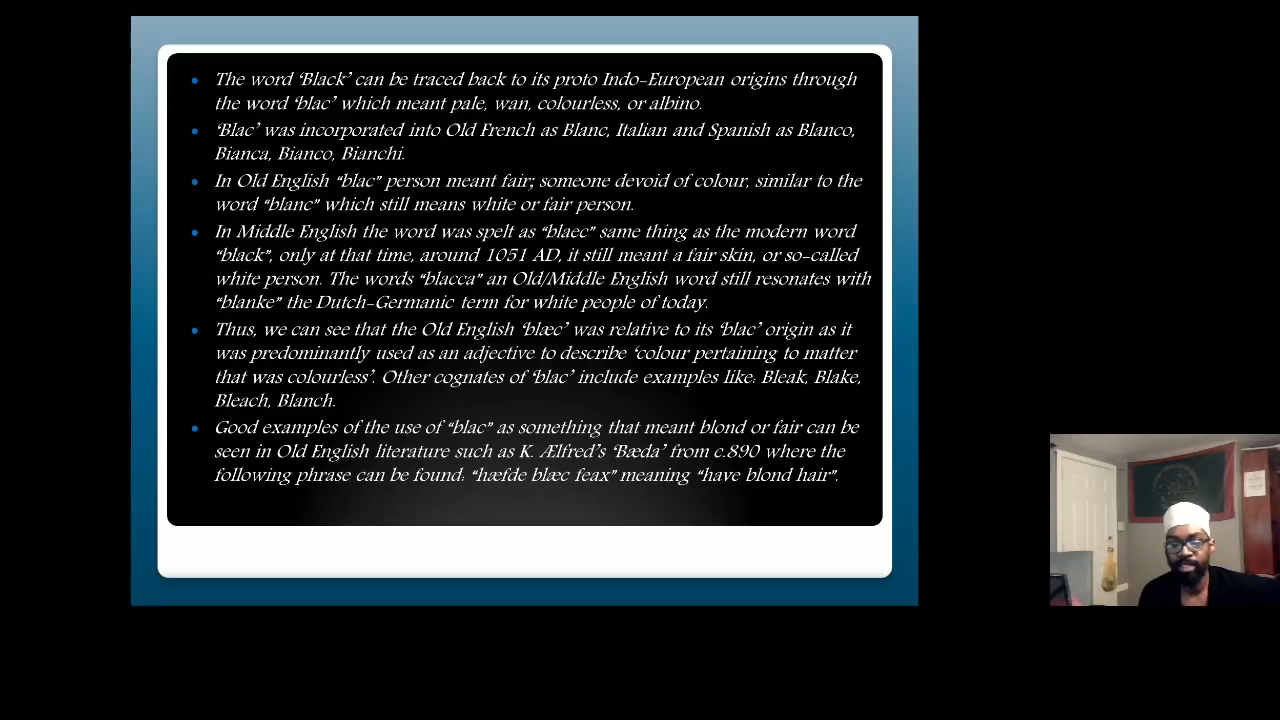 The word ‘Black’ can be traced back to its proto Indo-European origins through
the word ‘blac’ which meant pale, wan, colourless, or albino.
‘Blac’ was incorporated into Old French as Blanc, Italian and Spanish as Blanco,
Bianca, Bianco, Bianchi.
In Old English “blac” person meant fair; someone devoid of colour, similar to the
word “blanc” which still means white or fair person.
In Middle English the word was spelt as “blaec” same thing as the modern word
“black”, only at that time, around 1051 AD, it still meant a fair skin, or so-called
white person. The words “blacca” an Old/Middle English word still resonates with
“blanke” the Dutch-Germanic term for white people of today.
Thus, we can see that the Old English ‘blæc’ was relative to its ‘blac’ origin as it
was predominantly used as an adjective to describe ‘colour pertaining to matter
that was colourless’. Other cognates of ‘blac’ include examples like: Bleak, Blake,
Bleach, Blanch.
Good examples of the use of “blac” as something that meant blond or fair can be
seen in Old English literature such as K. Ælfred’s ‘Bæda’ from c.890 where the
following phrase can be found: “hæfde blæc feax” meaning “have blond hair”.